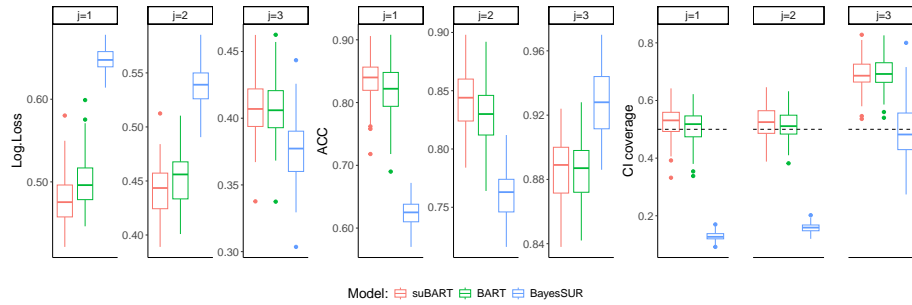 j=1
j=2
j=3
j=1
j=2
j=3
j=1
j=2
j=3
Log.Loss
0.60
0.50
0.55
0.50
0.45
0.40
0.45
0.40
0.35
0.30
ACC
0.90
0.80
0.70
0.60
0.90
0.85
0.80
0.75
0.96
0.92
0.88
0.84
CI coverage
0.8
0.6
0.4
0.2
Model: suBART BART BayesSUR